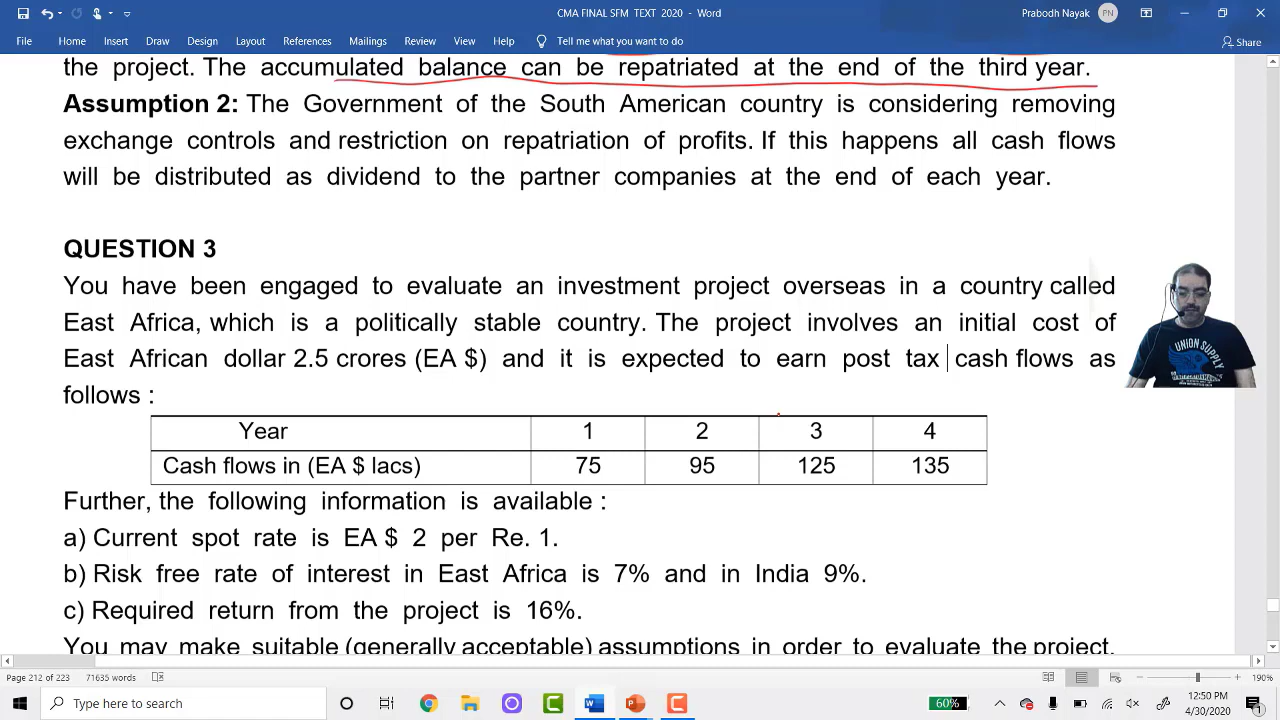 CMA FINAL SFM TEXT 2020 - Word
Prabodh Nayak
PN
File Home Insert Draw Design Layout References Mailings Review View Help Tell me what you want to do
Share
the project. The accumulated balance can be repatriated at the end of the third year.
Assumption 2: The Government of the South American country is considering removing
exchange controls and restriction on repatriation of profits. If this happens all cash flows
will be distributed as dividend to the partner companies at the end of each year.
QUESTION 3
You have been engaged to evaluate an investment project overseas in a country called
East Africa, which is a politically stable country. The project involves an initial cost of
East African dollar 2.5 crores (EA $) and it is expected to earn post tax cash flows as
follows :
Year 1 2 3 4
Cash flows in (EA $ lacs) 75 95 125 135
Further, the following information is available :
a) Current spot rate is EA $ 2 per Re. 1.
b) Risk free rate of interest in East Africa is 7% and in India 9%.
c) Required return from the project is 16%.
You may make suitable (generally acceptable) assumptions in order to evaluate the project.
UNION SUPPLY
Page 212 of 223 71635 words
190%
Type here to search
60%
12:50 PM
4/30/2020